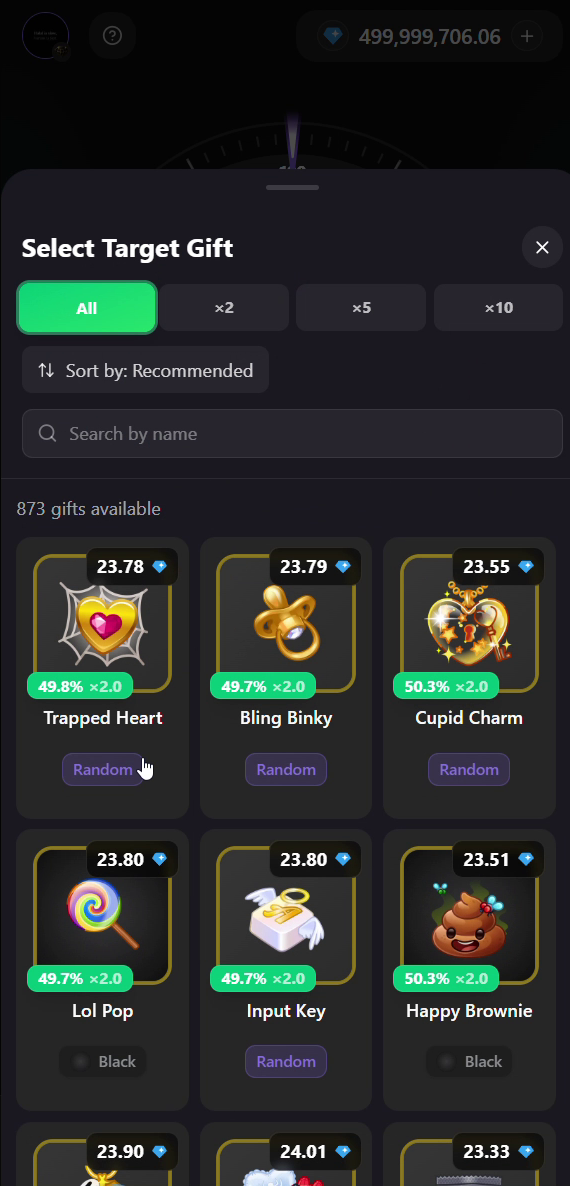 499,999,706.06 +
Select Target Gift
All ×2 ×5 ×10
Sort by: Recommended
Search by name
873 gifts available
23.78 23.79 23.55
49.8% ×2.0 49.7% ×2.0 50.3% ×2.0
Trapped Heart Bling Binky Cupid Charm
Random Random Random
23.80 23.80 23.51
49.7% ×2.0 49.7% ×2.0 50.3% ×2.0
Lol Pop Input Key Happy Brownie
Black Random Black
23.90 24.01 23.33